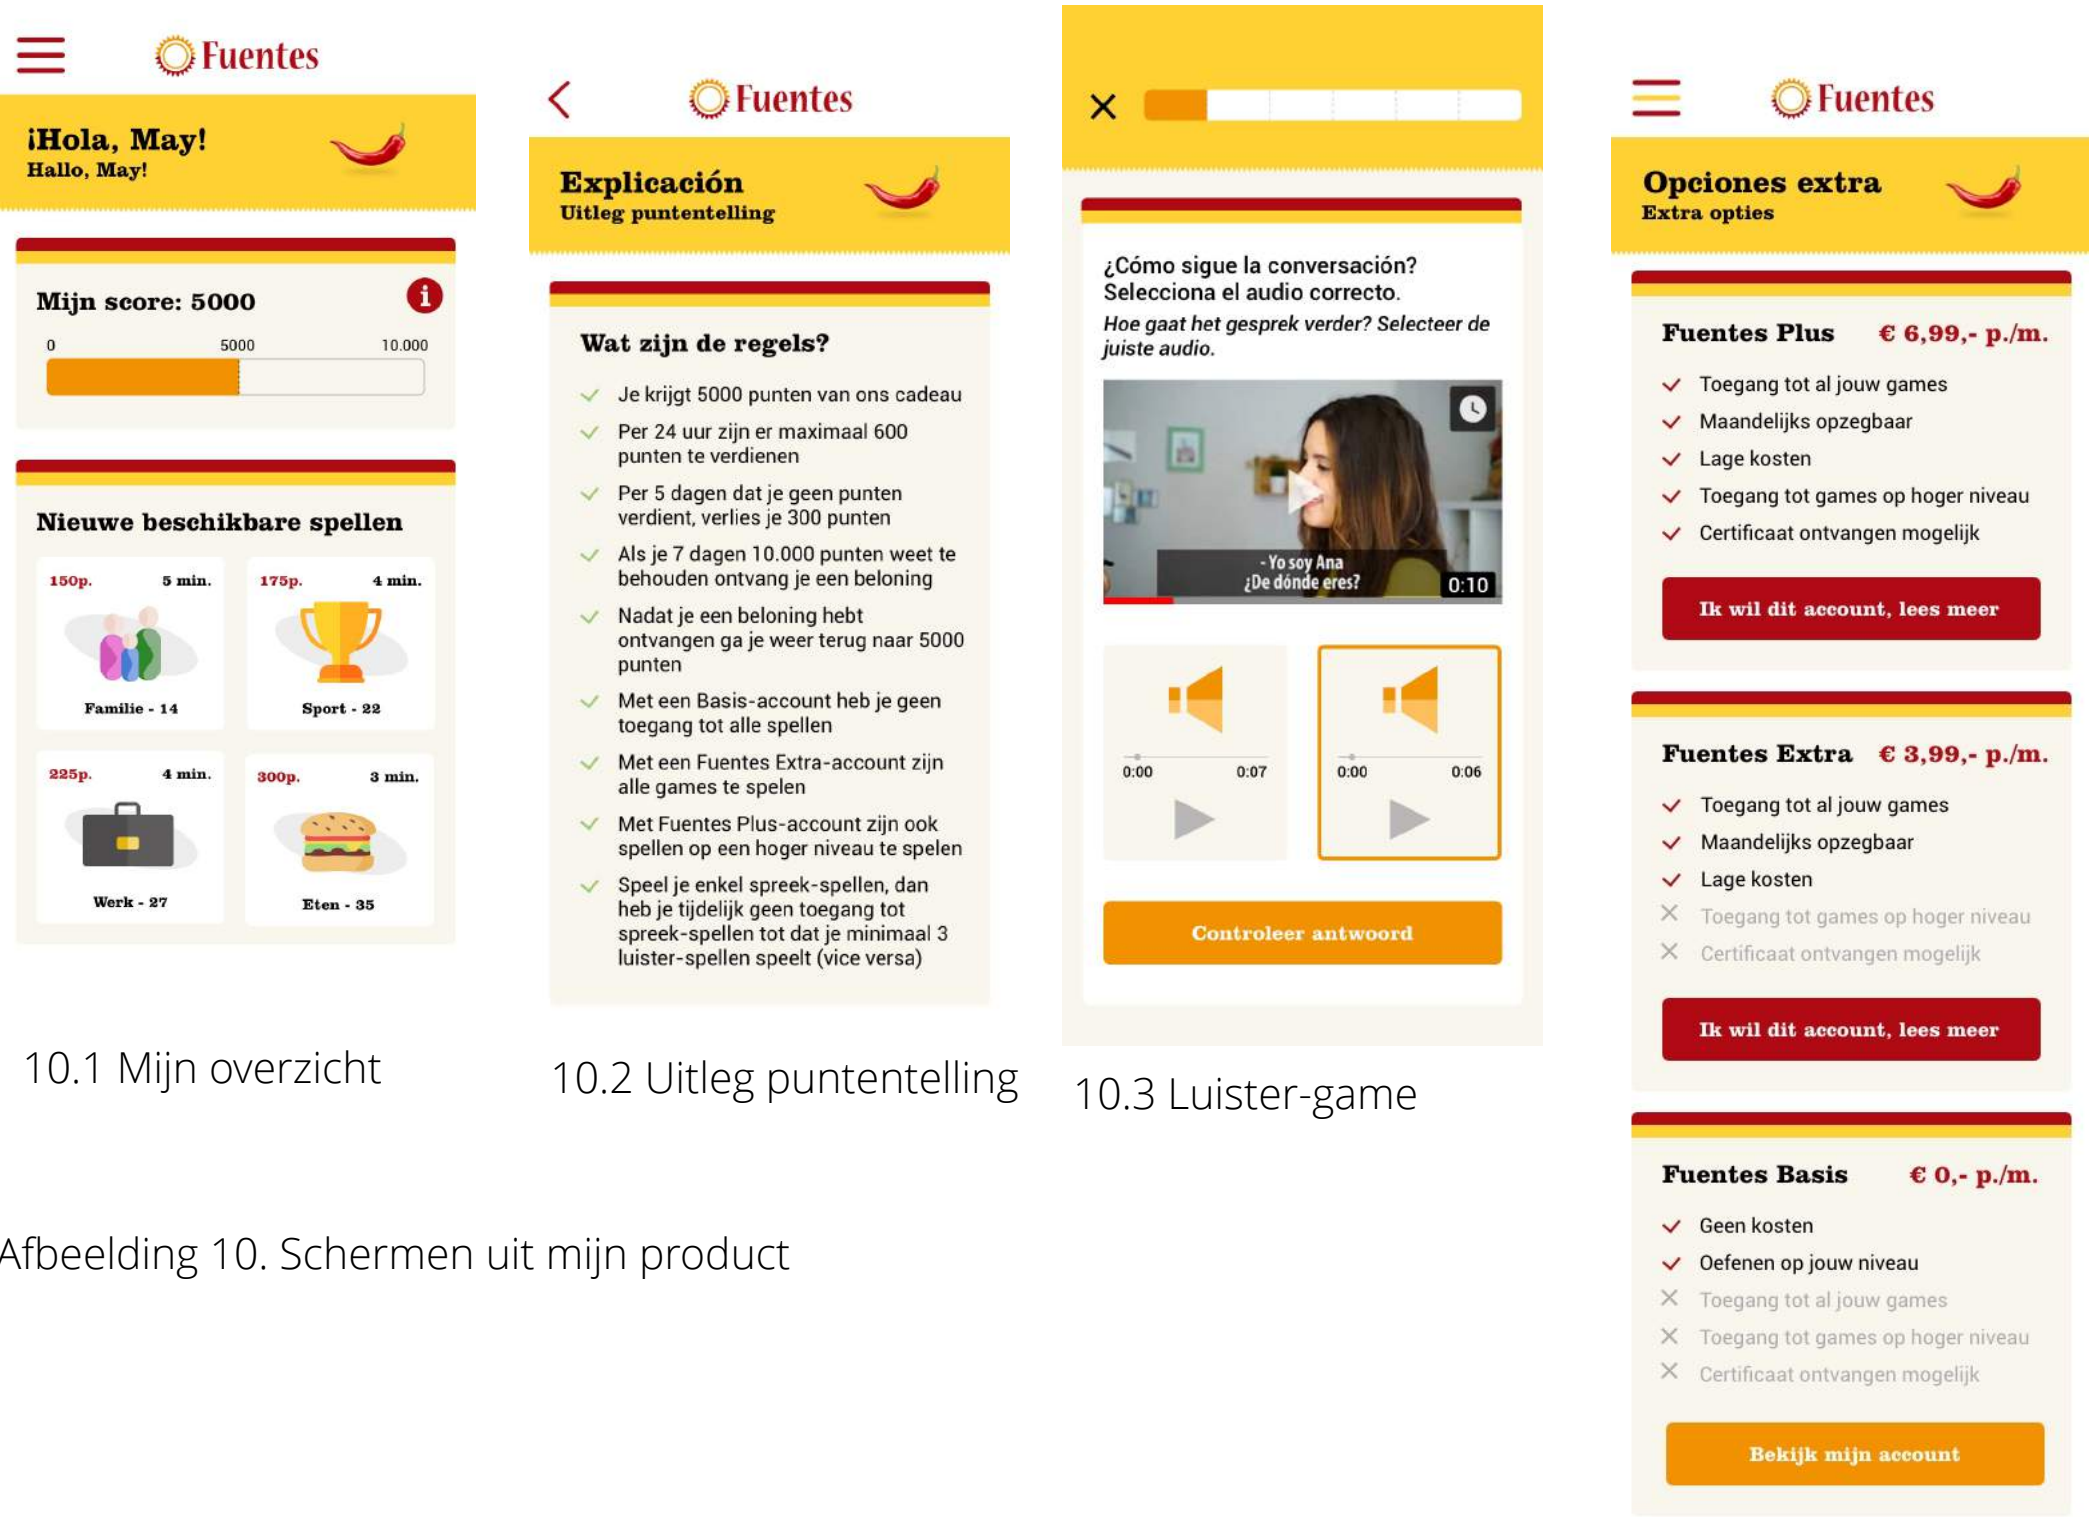 Fuentes
¡Hola, May!
Hallo, May!
Mijn score: 5000
i
0 5000 10.000
Nieuwe beschikbare spellen
150p. 5 min.
Familie - 14
175p. 4 min.
Sport - 22
225p. 4 min.
Werk - 27
300p. 3 min.
Eten - 35
10.1 Mijn overzicht
Fuentes
Explicación
Uitleg puntentelling
Wat zijn de regels?
Je krijgt 5000 punten van ons cadeau
Per 24 uur zijn er maximaal 600
punten te verdienen
Per 5 dagen dat je geen punten
verdient, verlies je 300 punten
Als je 7 dagen 10.000 punten weet te
behouden ontvang je een beloning
Nadat je een beloning hebt
ontvangen ga je weer terug naar 5000
punten
Met een Basis-account heb je geen
toegang tot alle spellen
Met een Fuentes Extra-account zijn
alle games te spelen
Met Fuentes Plus-account zijn ook
spellen op een hoger niveau te spelen
Speel je enkel spreek-spellen, dan
heb je tijdelijk geen toegang tot
spreek-spellen tot dat je minimaal 3
luister-spellen speelt (vice versa)
10.2 Uitleg puntentelling
¿Cómo sigue la conversación?
Selecciona el audio correcto.
Hoe gaat het gesprek verder? Selecteer de
juiste audio.
- Yo soy Ana
¿De dónde eres?
0:10
0:00 0:07
0:00 0:06
Controleer antwoord
10.3 Luister-game
Fuentes
Opciones extra
Extra opties
Fuentes Plus € 6,99,- p./m.
Toegang tot al jouw games
Maandelijks opzegbaar
Lage kosten
Toegang tot games op hoger niveau
Certificaat ontvangen mogelijk
Ik wil dit account, lees meer
Fuentes Extra € 3,99,- p./m.
Toegang tot al jouw games
Maandelijks opzegbaar
Lage kosten
Toegang tot games op hoger niveau
Certificaat ontvangen mogelijk
Ik wil dit account, lees meer
Fuentes Basis € 0,- p./m.
Geen kosten
Oefenen op jouw niveau
Toegang tot al jouw games
Toegang tot games op hoger niveau
Certificaat ontvangen mogelijk
Bekijk mijn account
Afbeelding 10. Schermen uit mijn product